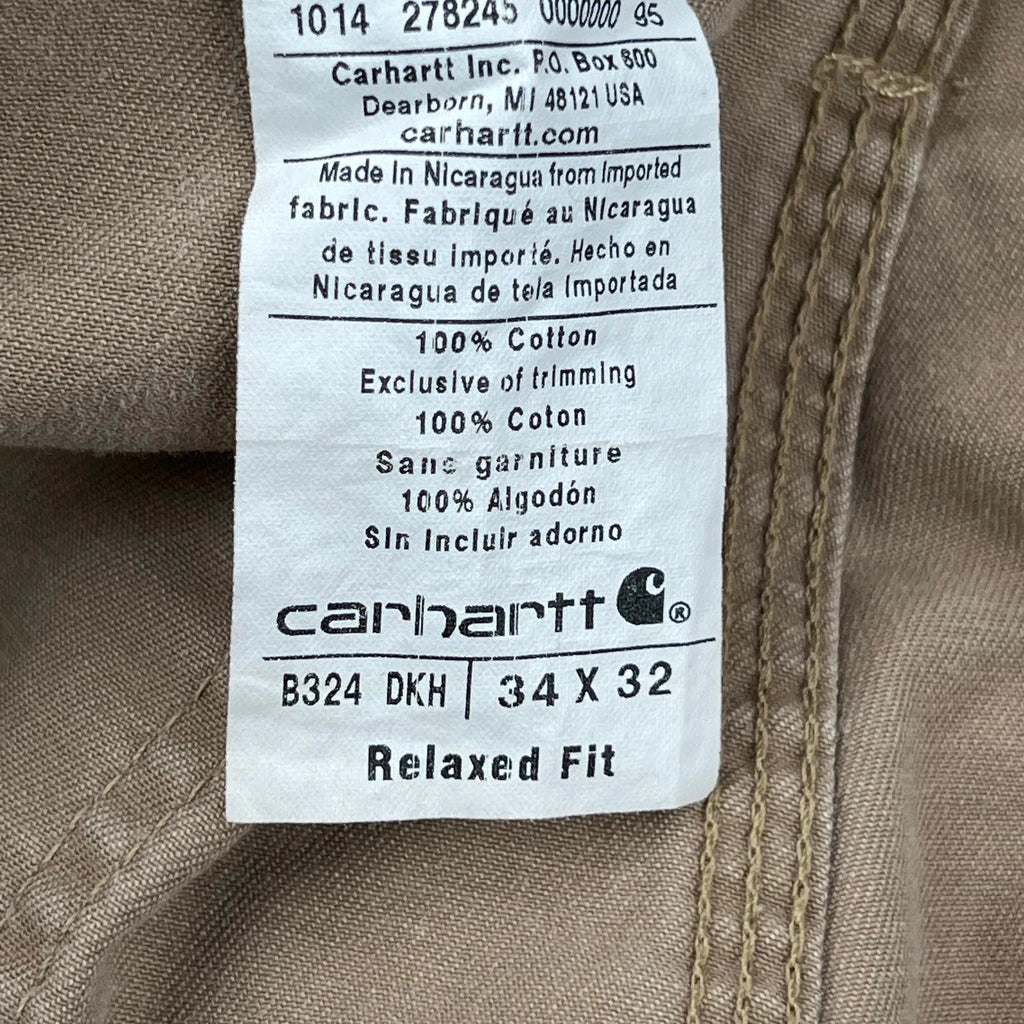 1014 278245 0000000 95
Carhartt Inc. P.O. Box 800
Dearborn, MI 48121 USA
carhartt.com
Made In Nicaragua from Imported
fabric. Fabriqué au Nicaragua
de tissu importé. Hecho en
Nicaragua de tela Importada
100% Cotton
Exclusive of trimming
100% Coton
Sans garniture
100% Algodón
Sin Incluir adorno
carhartt ®
B324 DKH | 34 X 32
Relaxed Fit